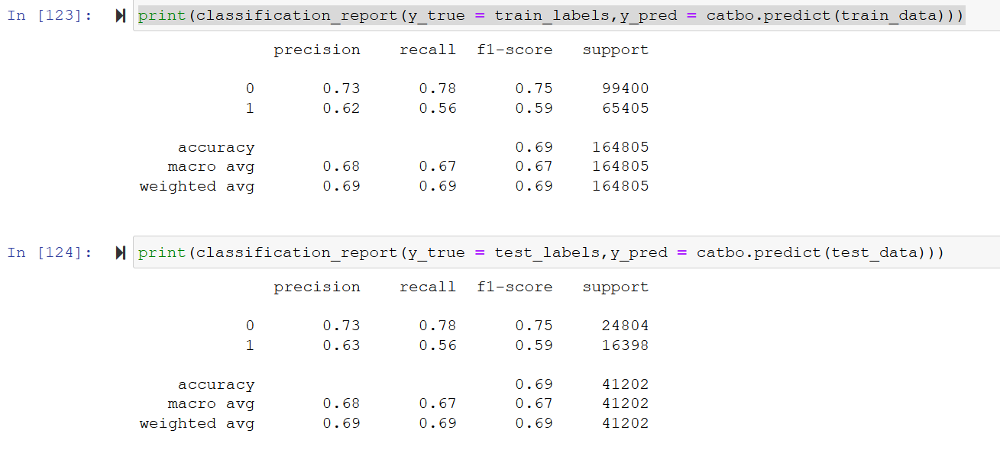 In [123]: print(classification_report(y_true = train_labels,y_pred = catbo.predict(train_data)))
precision recall f1-score support
0 0.73 0.78 0.75 99400
1 0.62 0.56 0.59 65405
accuracy 0.69 164805
macro avg 0.68 0.67 0.67 164805
weighted avg 0.69 0.69 0.69 164805
In [124]: print(classification_report(y_true = test_labels,y_pred = catbo.predict(test_data)))
precision recall f1-score support
0 0.73 0.78 0.75 24804
1 0.63 0.56 0.59 16398
accuracy 0.69 41202
macro avg 0.68 0.67 0.67 41202
weighted avg 0.69 0.69 0.69 41202